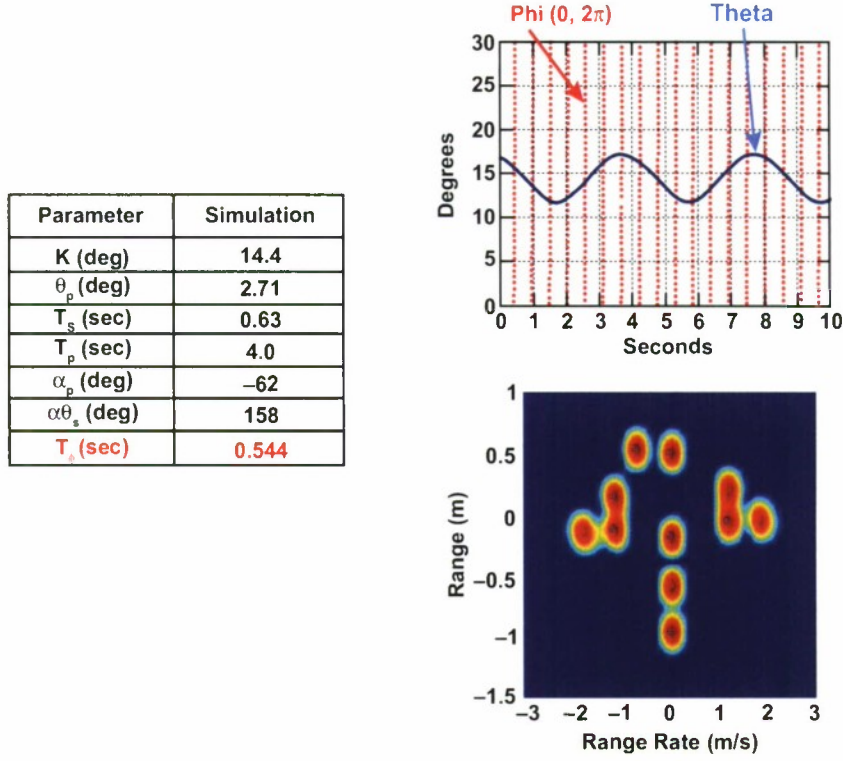 Parameter Simulation
K (deg) 14.4
θp (deg) 2.71
Ts (sec) 0.63
Tp (sec) 4.0
αp (deg) –62
αθs (deg) 158
Tϕ (sec) 0.544
Phi (0, 2π) Theta
30
25
20
15
10
5
0
Degrees
0 1 2 3 4 5 6 7 8 9 10
Seconds
1
0.5
0
–0.5
–1
–1.5
Range (m)
–3 –2 –1 0 1 2 3
Range Rate (m/s)